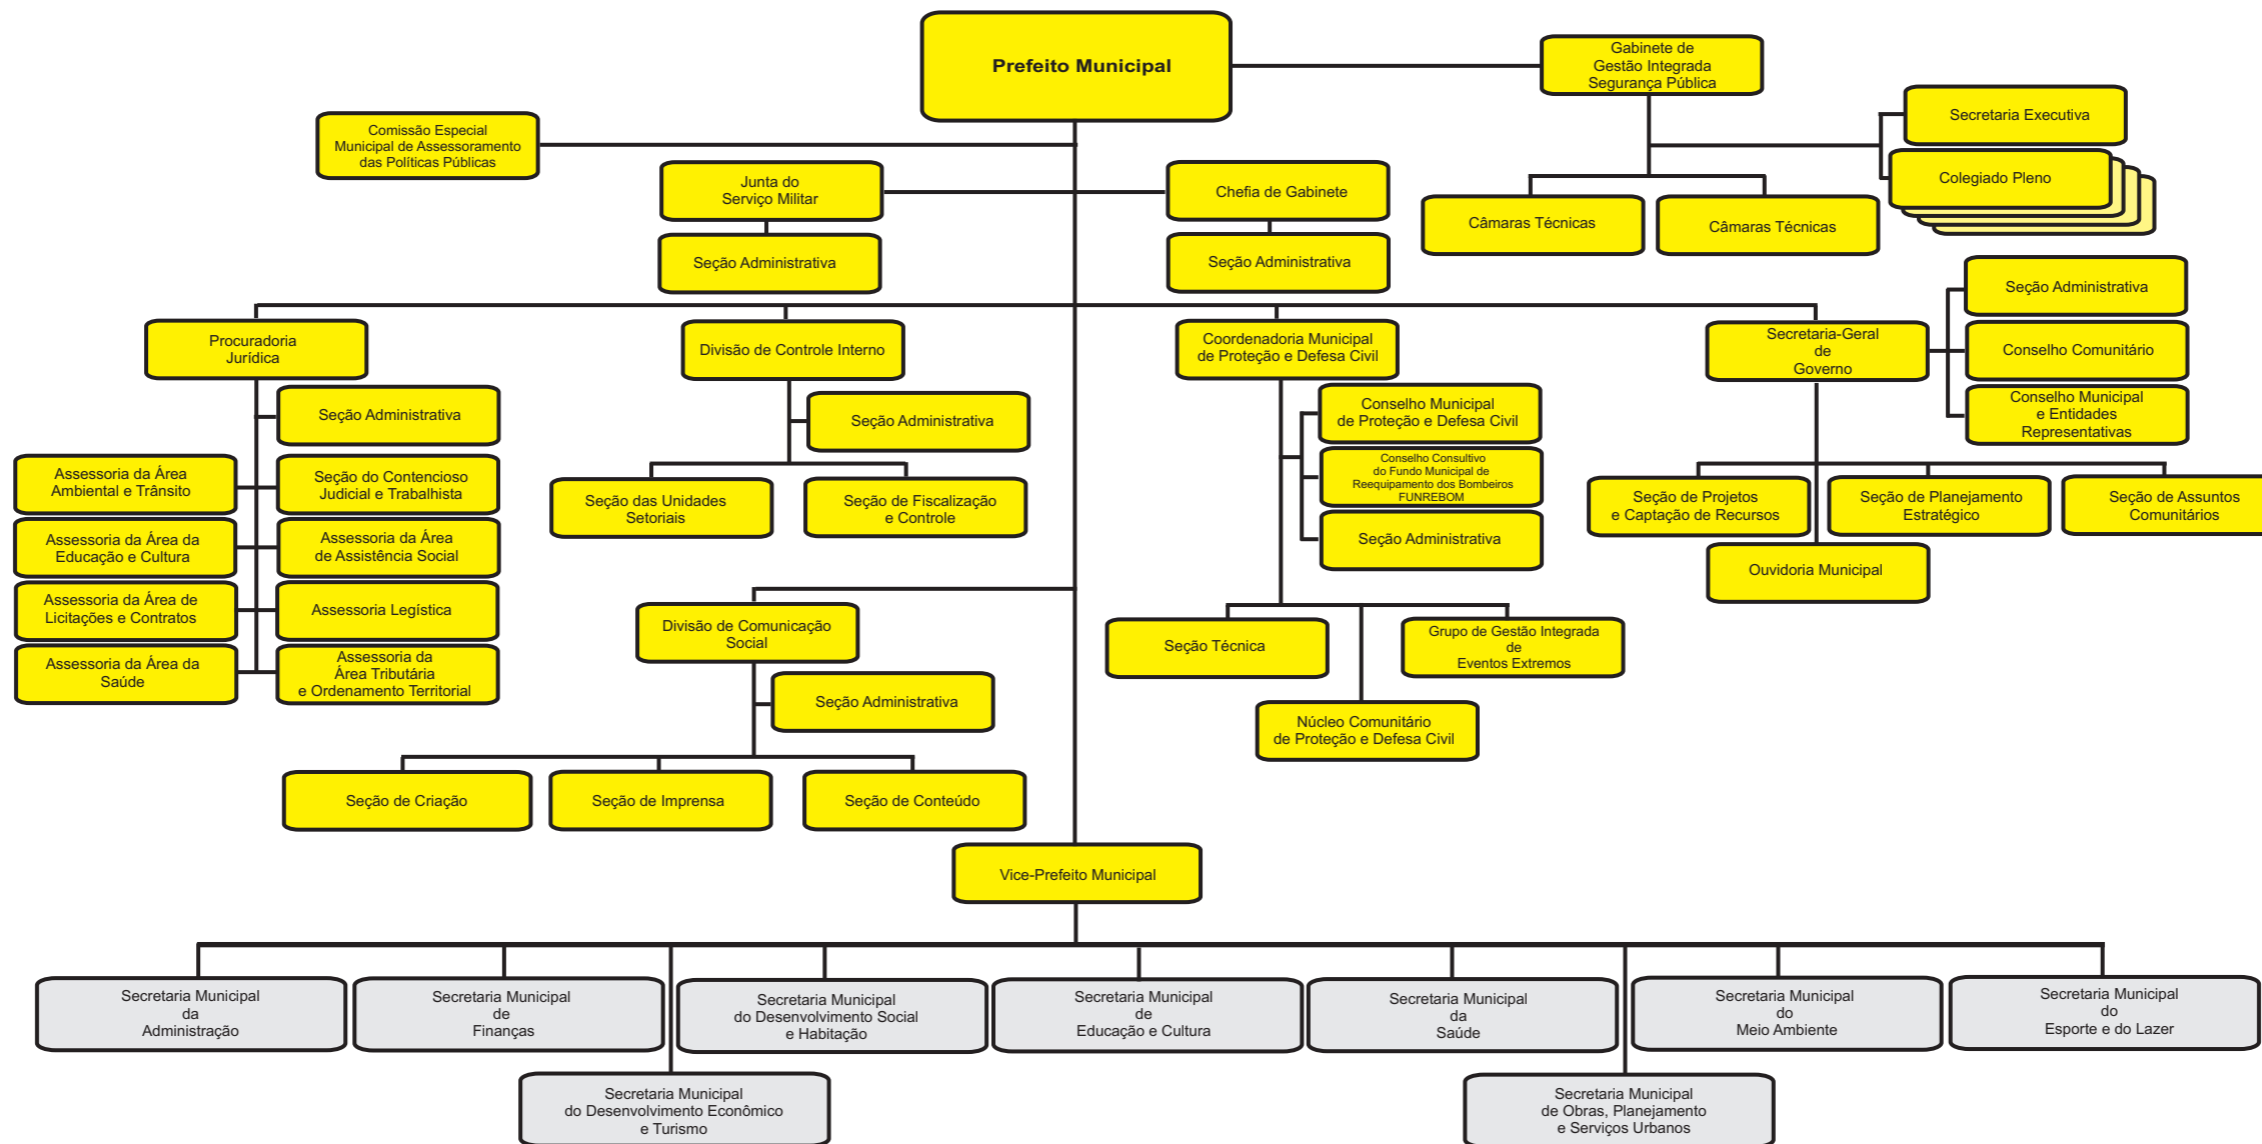 Prefeito Municipal
Gabinete de
Gestão Integrada
Segurança Pública
Secretaria Executiva
Colegiado Pleno
Câmaras Técnicas
Câmaras Técnicas
Comissão Especial
Municipal de Assessoramento
das Políticas Públicas
Junta do
Serviço Militar
Chefia de Gabinete
Seção Administrativa
Seção Administrativa
Procuradoria
Jurídica
Seção Administrativa
Assessoria da Área
Ambiental e Trânsito
Seção do Contencioso
Judicial e Trabalhista
Assessoria da Área da
Educação e Cultura
Assessoria da Área
de Assistência Social
Assessoria da Área de
Licitações e Contratos
Assessoria Legística
Assessoria da Área da
Saúde
Assessoria da
Área Tributária
e Ordenamento Territorial
Divisão de Controle Interno
Seção Administrativa
Seção das Unidades
Setoriais
Seção de Fiscalização
e Controle
Coordenadoria Municipal
de Proteção e Defesa Civil
Conselho Municipal
de Proteção e Defesa Civil
Conselho Consultivo
do Fundo Municipal de
Reequipamento dos Bombeiros
FUNREBOM
Seção Administrativa
Seção Técnica
Grupo de Gestão Integrada
de
Eventos Extremos
Núcleo Comunitário
de Proteção e Defesa Civil
Secretaria-Geral
de
Governo
Seção Administrativa
Conselho Comunitário
Conselho Municipal
e Entidades
Representativas
Seção de Projetos
e Captação de Recursos
Seção de Planejamento
Estratégico
Seção de Assuntos
Comunitários
Ouvidoria Municipal
Divisão de Comunicação
Social
Seção Administrativa
Seção de Criação
Seção de Imprensa
Seção de Conteúdo
Vice-Prefeito Municipal
Secretaria Municipal
da
Administração
Secretaria Municipal
de
Finanças
Secretaria Municipal
do Desenvolvimento Social
e Habitação
Secretaria Municipal
de
Educação e Cultura
Secretaria Municipal
da
Saúde
Secretaria Municipal
do
Meio Ambiente
Secretaria Municipal
do
Esporte e do Lazer
Secretaria Municipal
do Desenvolvimento Econômico
e Turismo
Secretaria Municipal
de Obras, Planejamento
e Serviços Urbanos